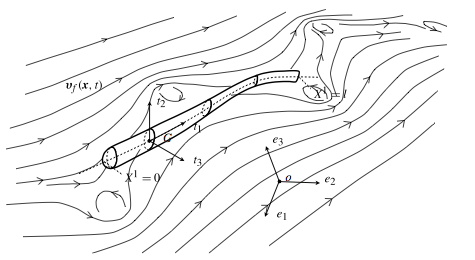 v_f(x, t)
t_2
G
t_1
t_3
X^1 = l
X^1 = 0
e_3
o
e_2
e_1